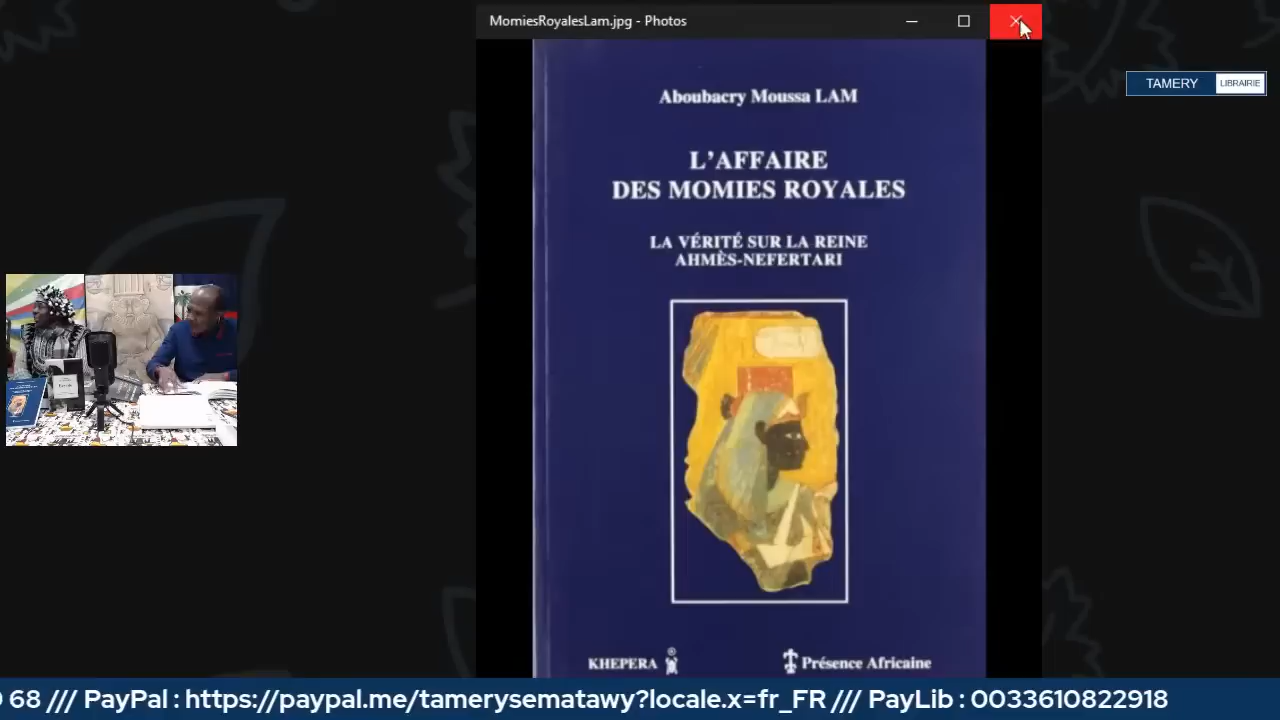 MomiesRoyalesLam.jpg - Photos
TAMERY LIBRAIRIE
Aboubacry Moussa LAM
L'AFFAIRE
DES MOMIES ROYALES
LA VÉRITÉ SUR LA REINE
AHMÈS-NEFERTARI
KHEPERA Présence Africaine
68 /// PayPal : https://paypal.me/tamerysematawy?locale.x=fr_FR /// PayLib : 0033610822918